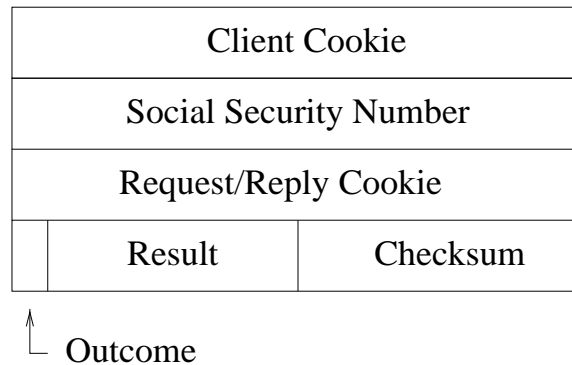 Client Cookie
Social Security Number
Request/Reply Cookie
Result Checksum
Outcome